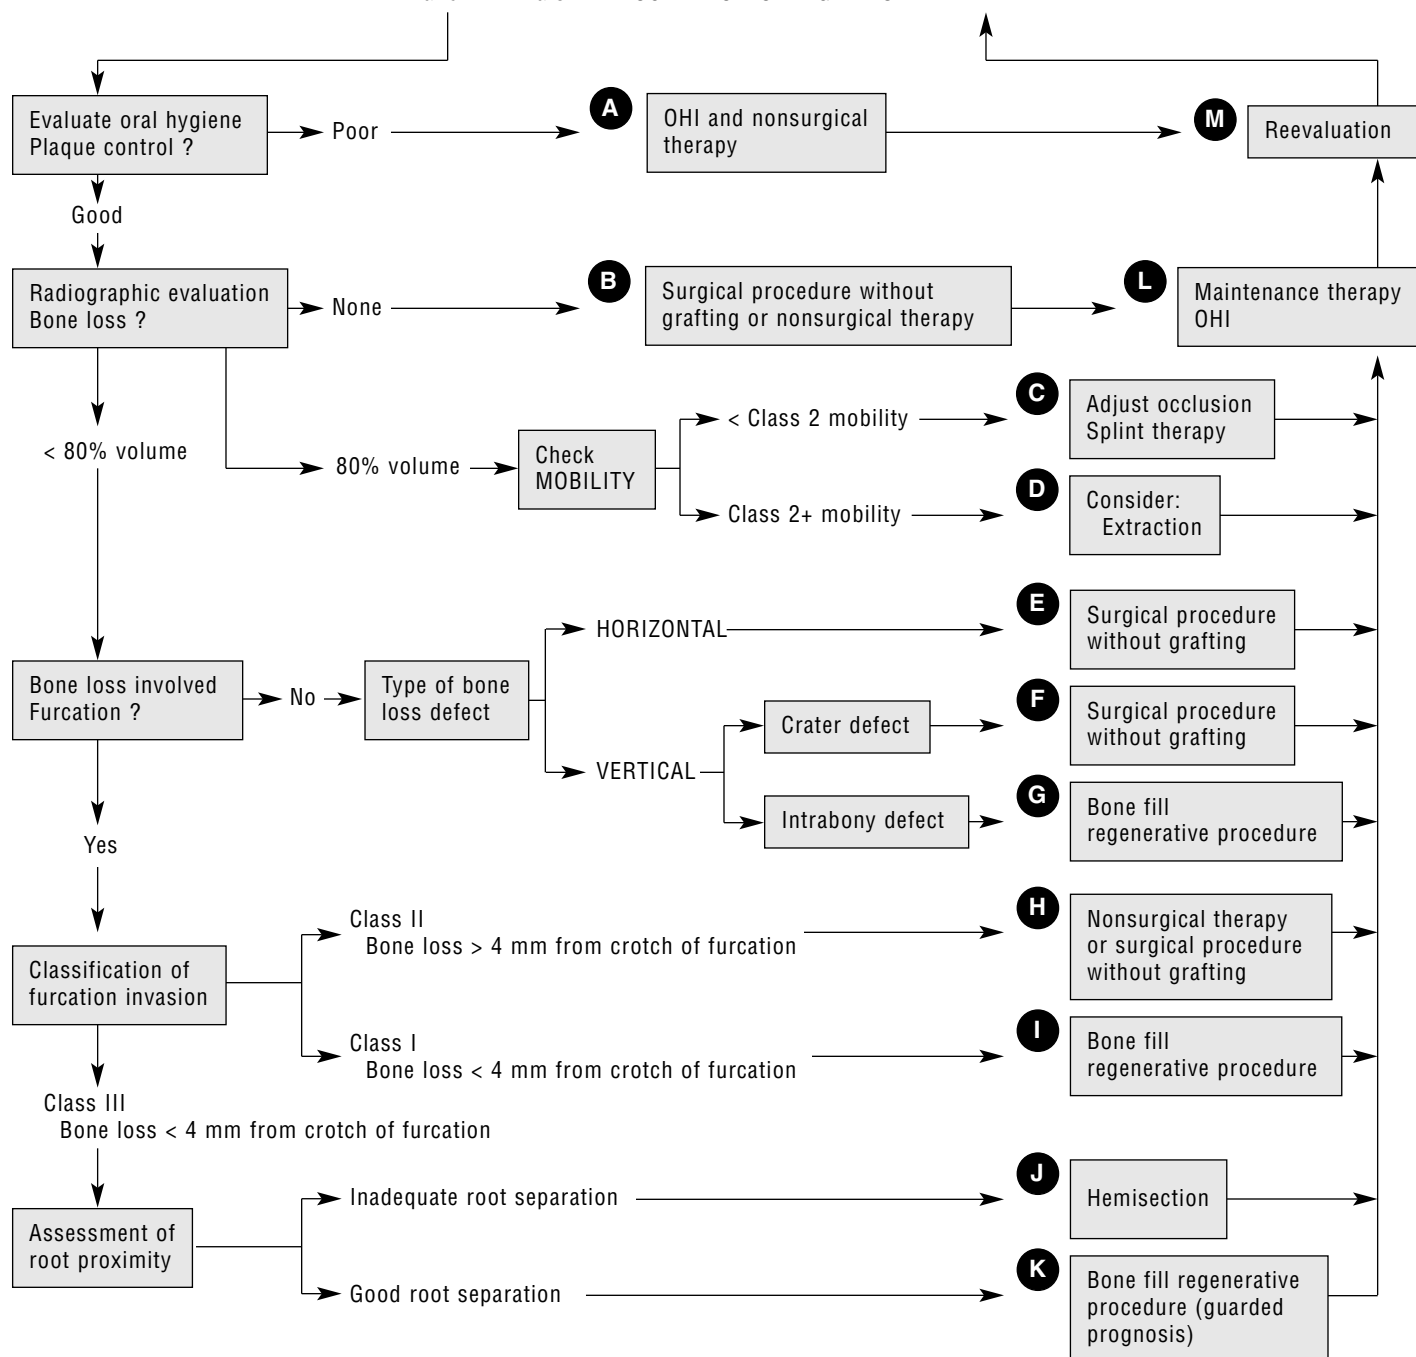 Evaluate oral hygiene
Plaque control ?
Poor
A
OHI and nonsurgical
therapy
M
Reevaluation
Good
Radiographic evaluation
Bone loss ?
None
B
Surgical procedure without
grafting or nonsurgical therapy
L
Maintenance therapy
OHI
< 80% volume
80% volume
Check
MOBILITY
< Class 2 mobility
C
Adjust occlusion
Splint therapy
Class 2+ mobility
D
Consider:
Extraction
Bone loss involved
Furcation ?
No
Type of bone
loss defect
HORIZONTAL
E
Surgical procedure
without grafting
VERTICAL
Crater defect
F
Surgical procedure
without grafting
Intrabony defect
G
Bone fill
regenerative procedure
Yes
Classification of
furcation invasion
Class II
Bone loss > 4 mm from crotch of furcation
H
Nonsurgical therapy
or surgical procedure
without grafting
Class I
Bone loss < 4 mm from crotch of furcation
I
Bone fill
regenerative procedure
Class III
Bone loss < 4 mm from crotch of furcation
Assessment of
root proximity
Inadequate root separation
J
Hemisection
Good root separation
K
Bone fill regenerative
procedure (guarded
prognosis)